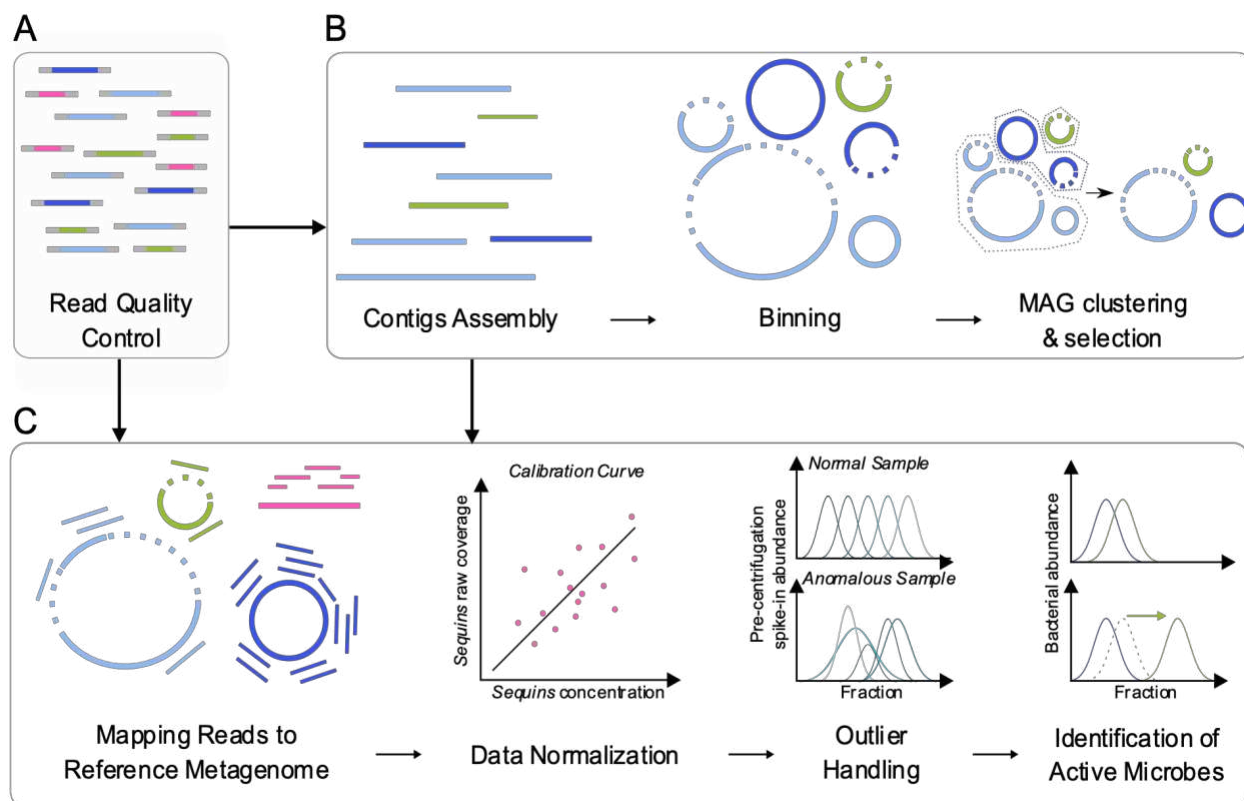 A
B
Read Quality
Control
Contigs Assembly
Binning
MAG clustering
& selection
C
Calibration Curve
Sequins raw coverage
Sequins concentration
Normal Sample
Anomalous Sample
Pre-centrifugation
spike-in abundance
Fraction
Bacterial abundance
Fraction
Mapping Reads to
Reference Metagenome
Data Normalization
Outlier
Handling
Identification of
Active Microbes